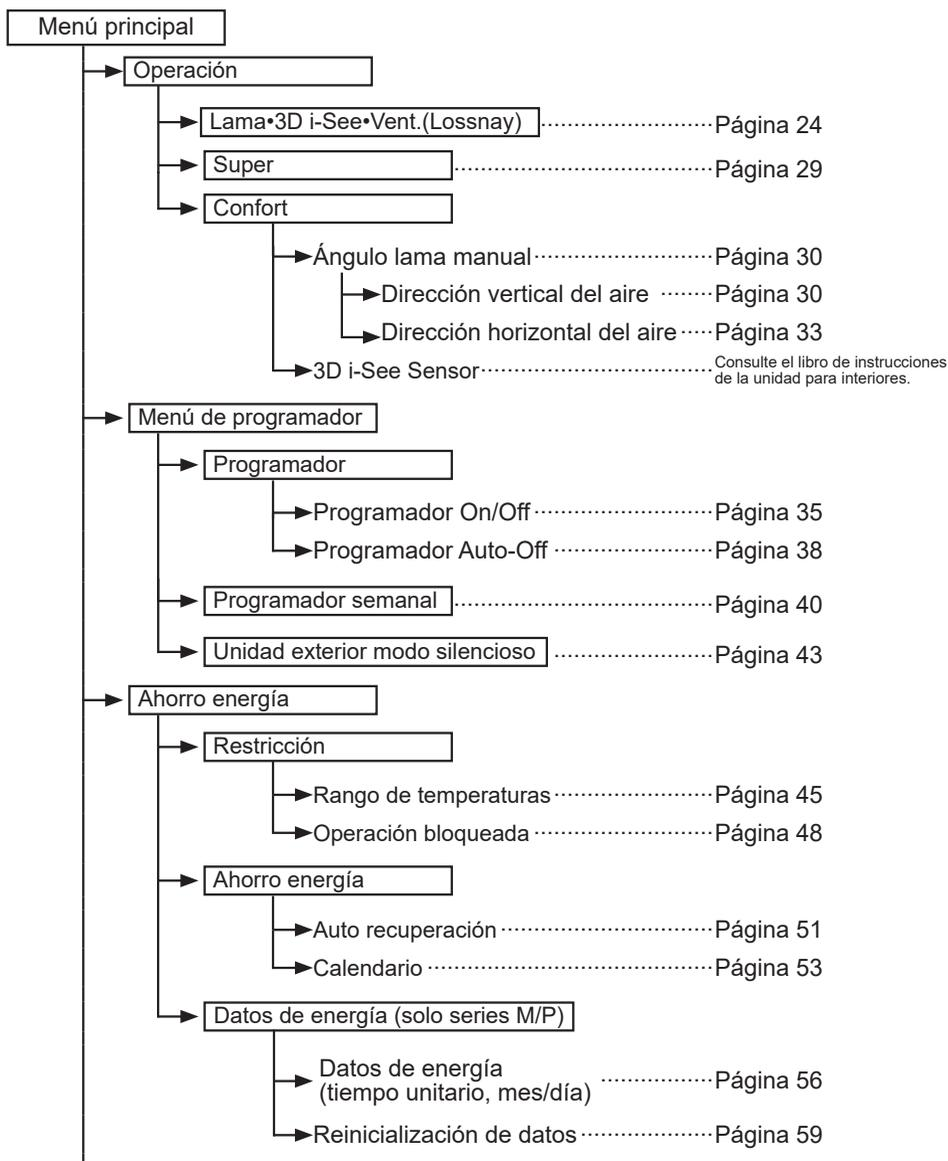 Menú principal
Operación
Lama•3D i-See•Vent.(Lossnay) Página 24
Super Página 29
Confort
Ángulo lama manual Página 30
Dirección vertical del aire Página 30
Dirección horizontal del aire Página 33
3D i-See Sensor Consulte el libro de instrucciones
de la unidad para interiores.
Menú de programador
Programador
Programador On/Off Página 35
Programador Auto-Off Página 38
Programador semanal Página 40
Unidad exterior modo silencioso Página 43
Ahorro energía
Restricción
Rango de temperaturas Página 45
Operación bloqueada Página 48
Ahorro energía
Auto recuperación Página 51
Calendario Página 53
Datos de energía (solo series M/P)
Datos de energía
(tiempo unitario, mes/día) Página 56
Reinicialización de datos Página 59